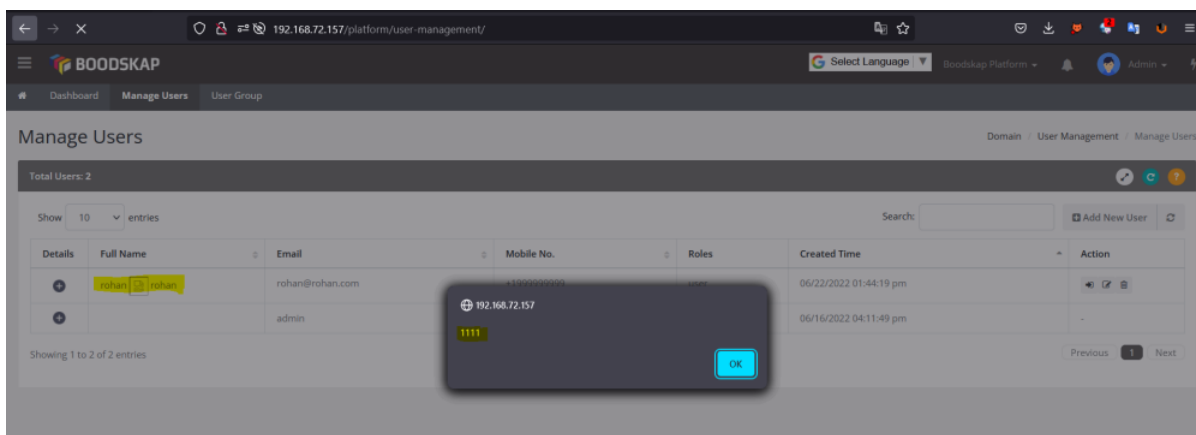 192.168.72.157/platform/user-management/
BOODSKAP
Select Language
Boodskap Platform
Admin
Dashboard Manage Users User Group
Manage Users
Domain / User Management / Manage Users
Total Users: 2
Show 10 entries
Search:
Add New User
Details Full Name Email Mobile No. Roles Created Time Action
rohan rohan rohan@rohan.com +1999999999 user 06/22/2022 01:44:19 pm
admin 06/16/2022 04:11:49 pm -
192.168.72.157
1111
OK
Showing 1 to 2 of 2 entries
Previous 1 Next